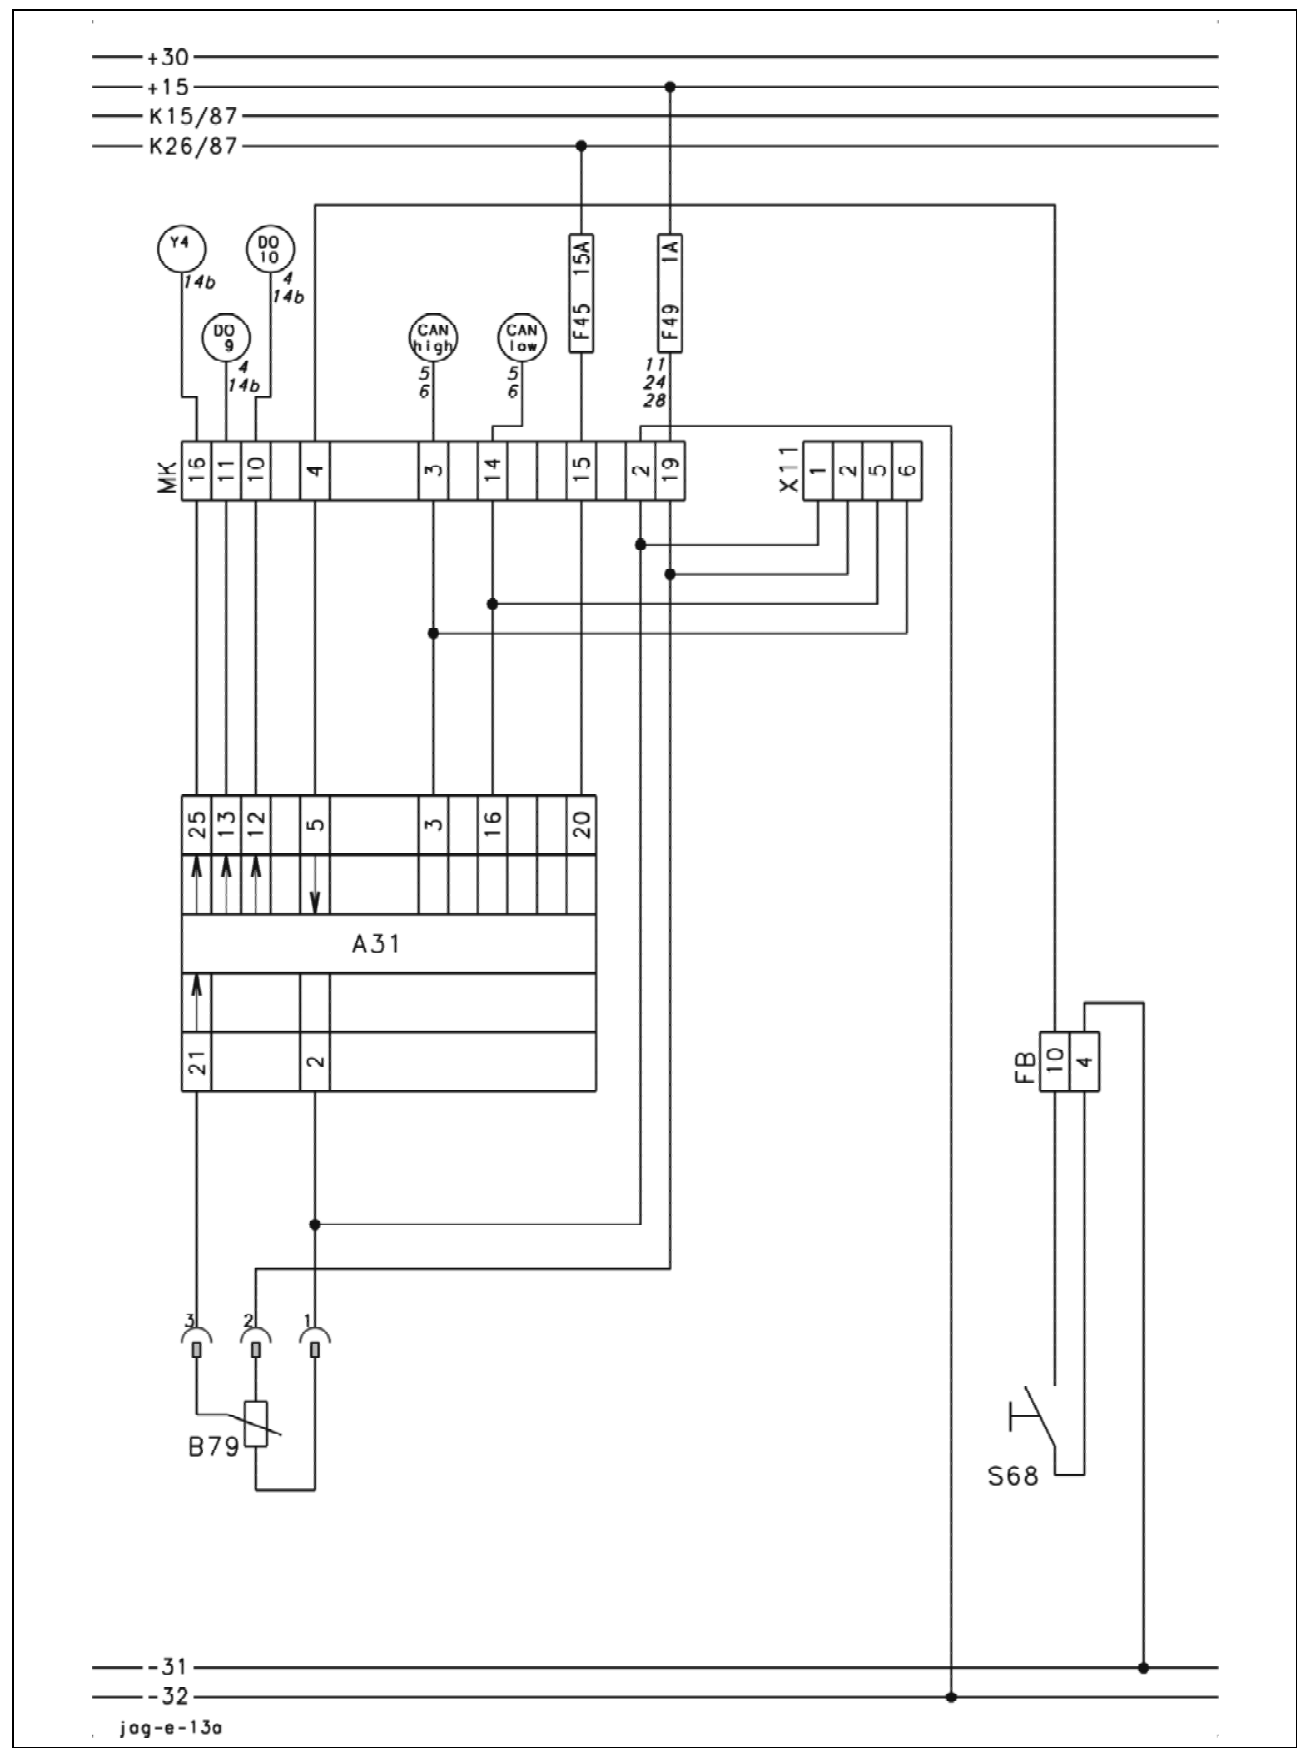 +30
+15
K15/87
K26/87
Y4
14b
DO
10
4
14b
DO
9
4
14b
CAN
high
5
6
CAN
low
5
6
F45 15A
F49 1A
11
24
28
MK 16 11 10 4 3 14 15 2 19
X11 1 2 5 6
25 13 12 5 3 16 20
A31
21 2
FB 10 4
3 2 1
B79
S68
-31
-32
jag-e-13a